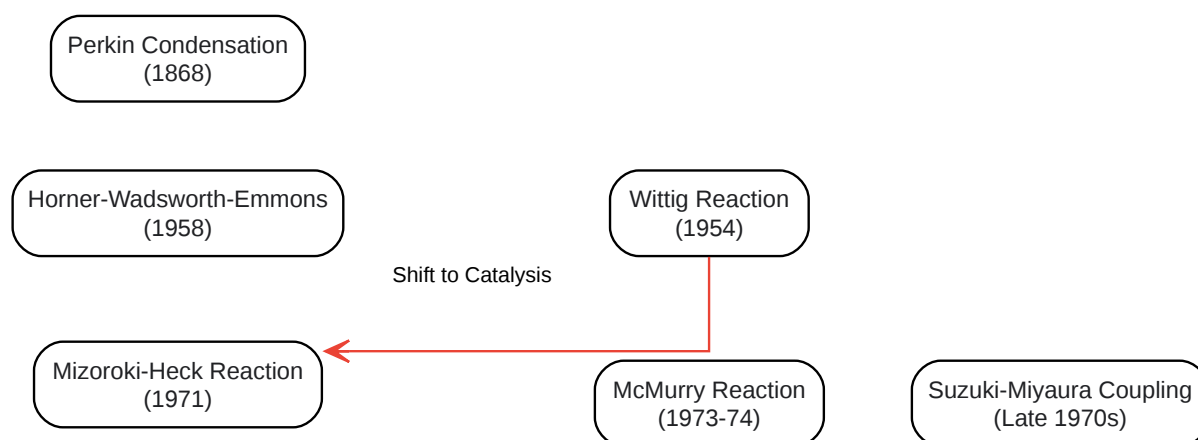 Perkin Condensation
(1868)
Horner-Wadsworth-Emmons
(1958)
Wittig Reaction
(1954)
Shift to Catalysis
Mizoroki-Heck Reaction
(1971)
McMurry Reaction
(1973-74)
Suzuki-Miyaura Coupling
(Late 1970s)